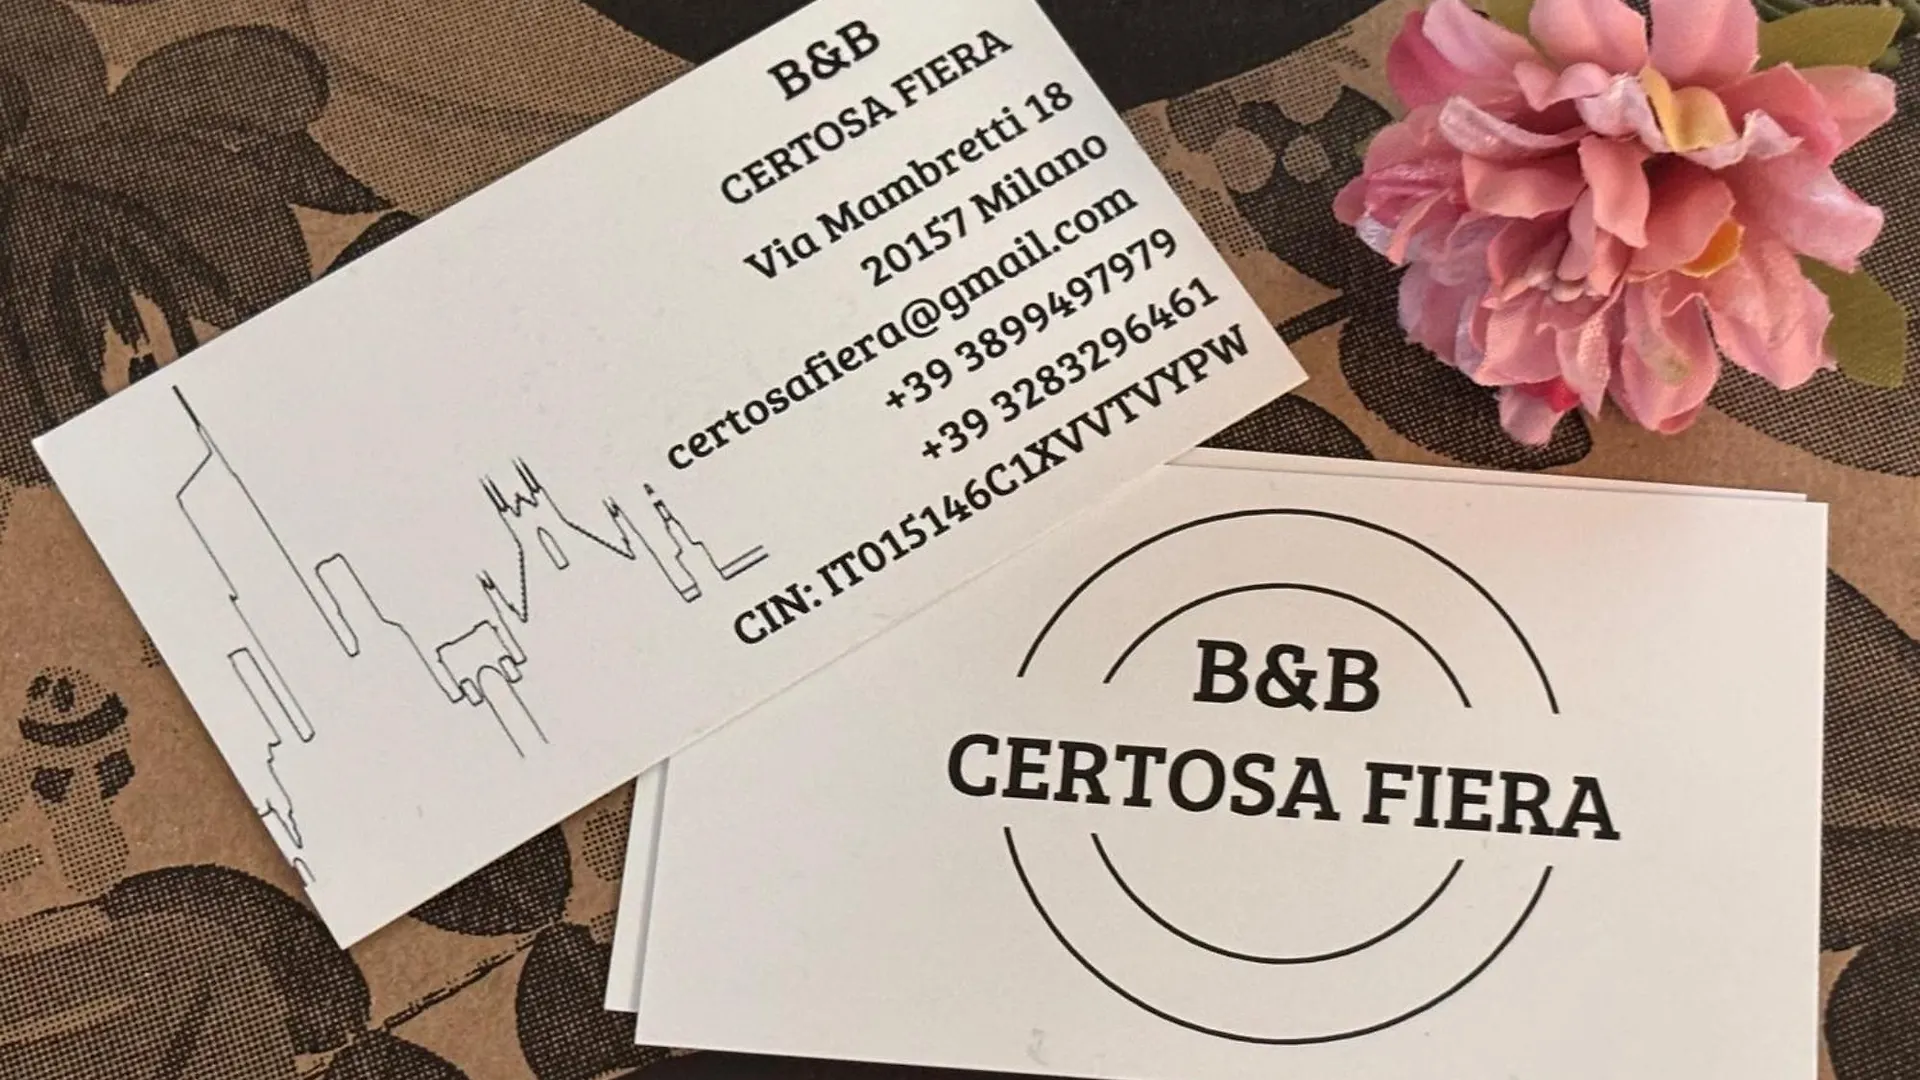 B&B
CERTOSA FIERA
Via Mambretti 18
20157 Milano
certosafiera@gmail.com
+39 3899497979
+39 3283296461
CIN: IT015146C1XVVTVYPW
B&B
CERTOSA FIERA